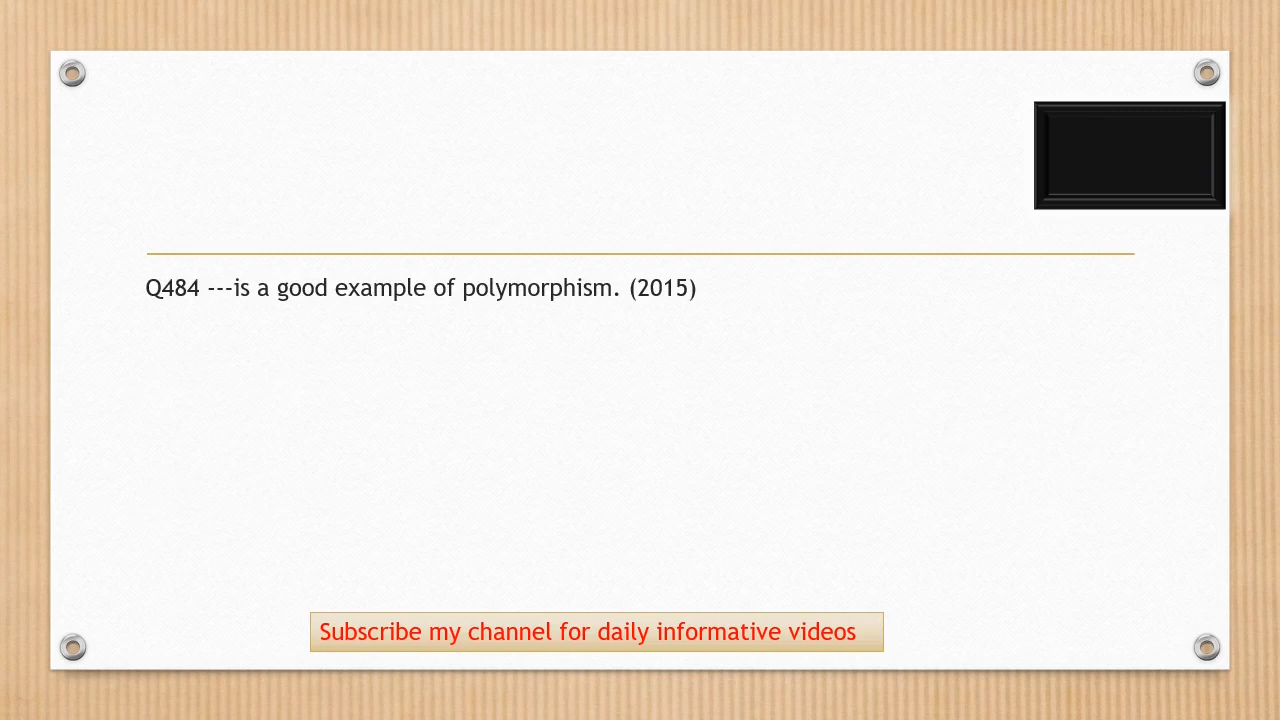 Q484 ---is a good example of polymorphism. (2015)
Subscribe my channel for daily informative videos